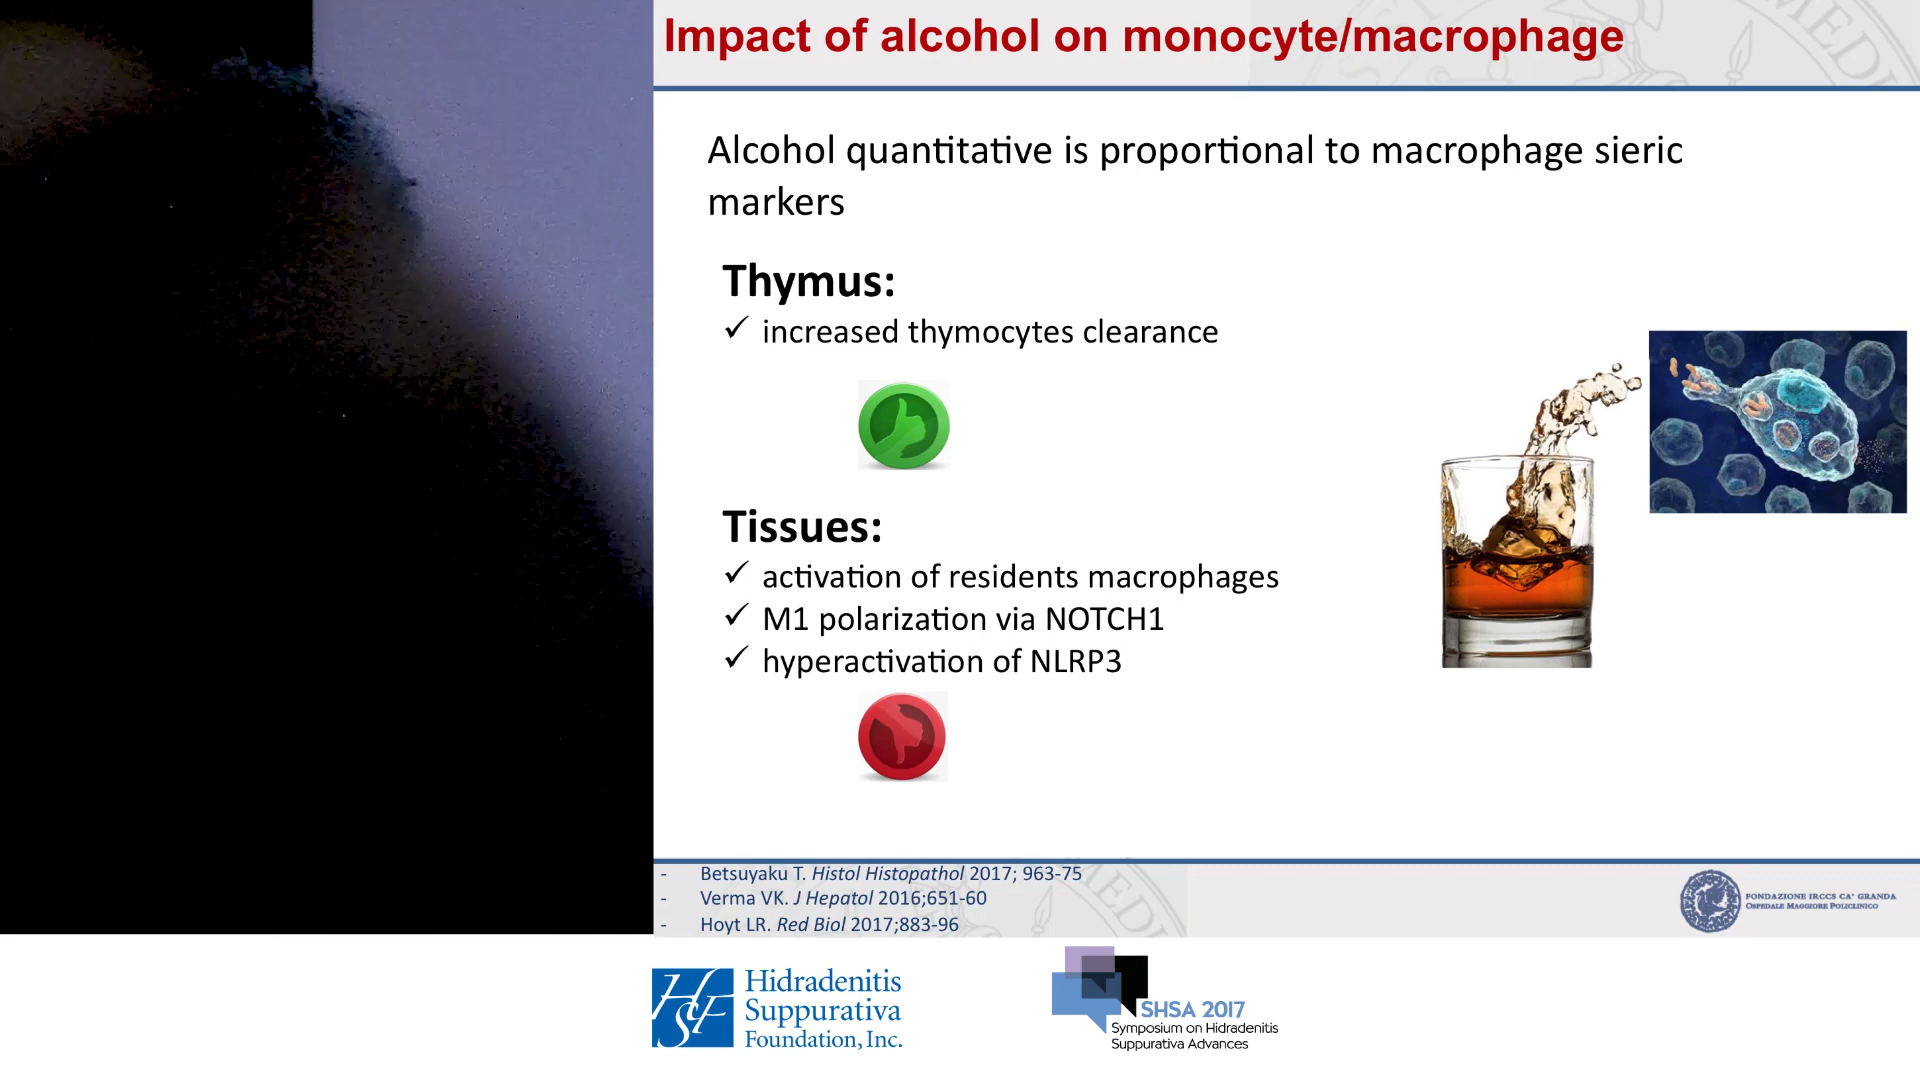 Impact of alcohol on monocyte/macrophage
Alcohol quantitative is proportional to macrophage sieric
markers
Thymus:
✓ increased thymocytes clearance
Tissues:
✓ activation of residents macrophages
✓ M1 polarization via NOTCH1
✓ hyperactivation of NLRP3
- Betsuyaku T. Histol Histopathol 2017; 963-75
- Verma VK. J Hepatol 2016;651-60
- Hoyt LR. Red Biol 2017;883-96
FONDAZIONE IRCCS CA' GRANDA
OSPEDALE MAGGIORE POLICLINICO
HSF
Hidradenitis
Suppurativa
Foundation, Inc.
SHSA 2017
Symposium on Hidradenitis
Suppurativa Advances